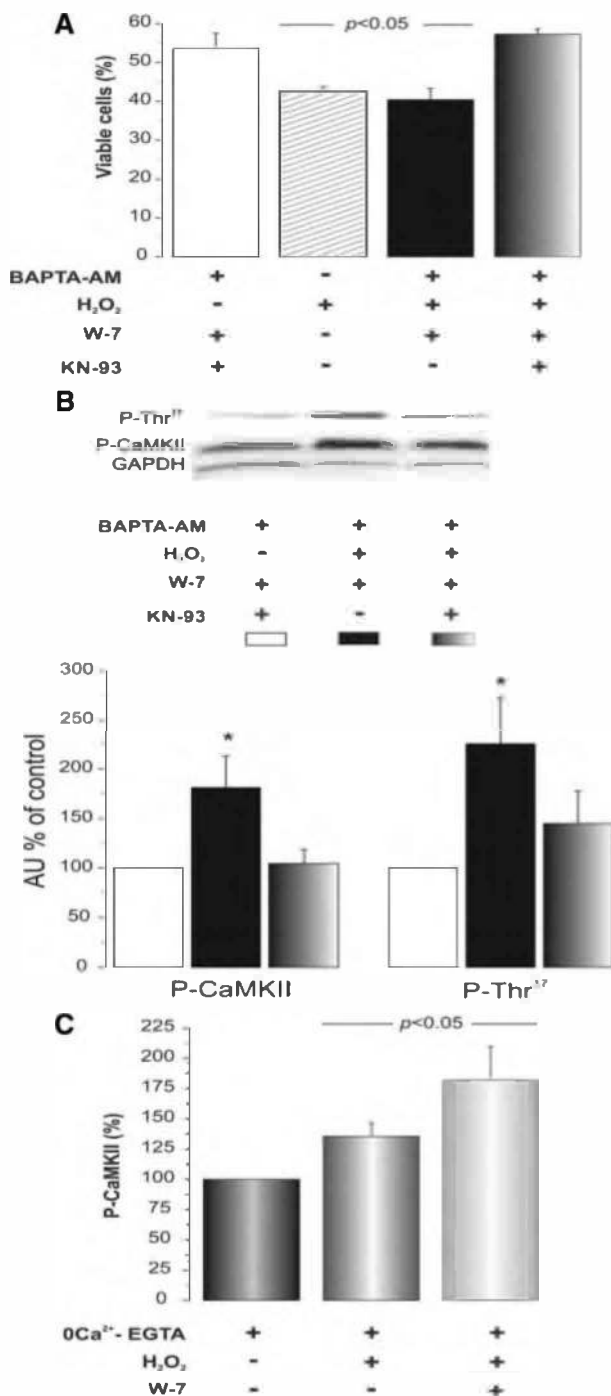 A
p<0.05
60
50
40
30
20
10
0
Viable cells (%)
BAPTA-AM + - + +
H₂O₂ - + + +
W-7 + - + +
KN-93 + - - +
B
P-Thr¹⁷
P-CaMKII
GAPDH
BAPTA-AM + + +
H₂O₂ - + +
W-7 + + +
KN-93 + - +
300
250
200
150
100
50
0
AU % of control
* *
P-CaMKII P-Thr¹⁷
C
p<0.05
225
200
175
150
125
100
75
50
25
0
P-CaMKII (%)
0Ca²⁺- EGTA + + +
H₂O₂ - + +
W-7 - - +